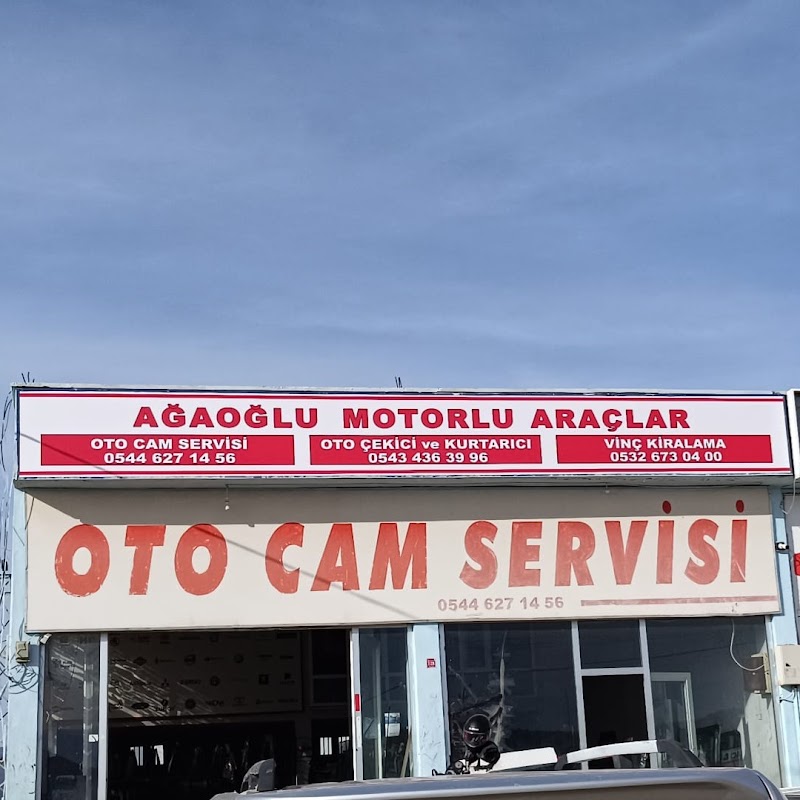 AĞAOĞLU MOTORLU ARAÇLAR
OTO CAM SERVİSİ
0544 627 14 56
OTO ÇEKİCİ ve KURTARICI
0543 436 39 96
VİNÇ KİRALAMA
0532 673 04 00
OTO CAM SERVİSİ
0544 627 14 56